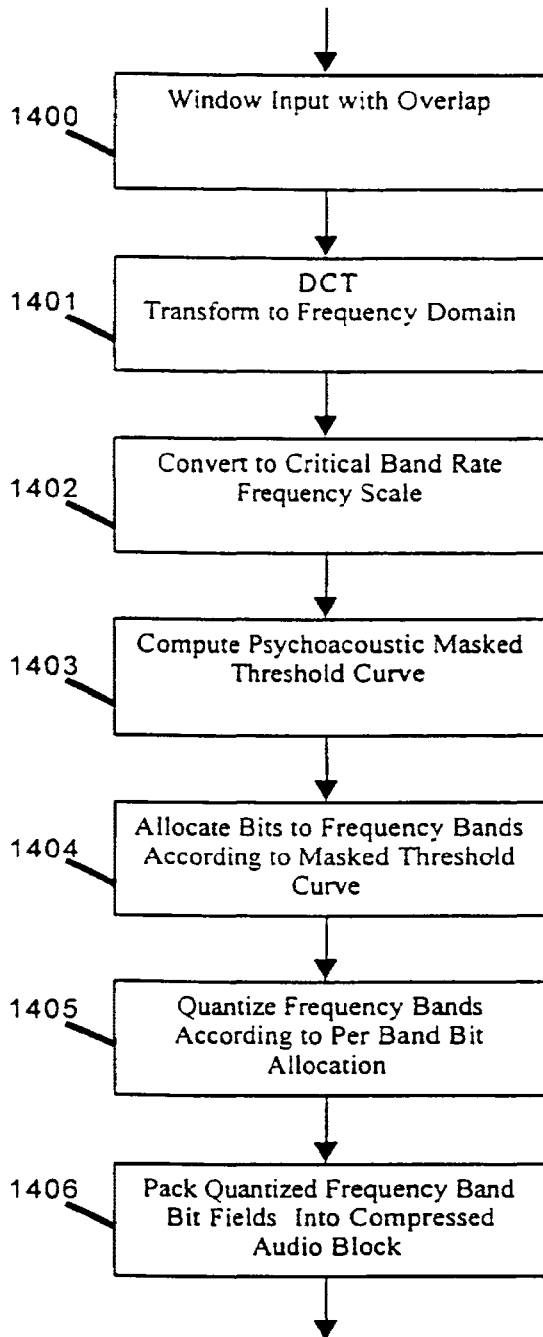 1400
Window Input with Overlap
1401
DCT
Transform to Frequency Domain
1402
Convert to Critical Band Rate
Frequency Scale
1403
Compute Psychoacoustic Masked
Threshold Curve
1404
Allocate Bits to Frequency Bands
According to Masked Threshold
Curve
1405
Quantize Frequency Bands
According to Per Band Bit
Allocation
1406
Pack Quantized Frequency Band
Bit Fields Into Compressed
Audio Block